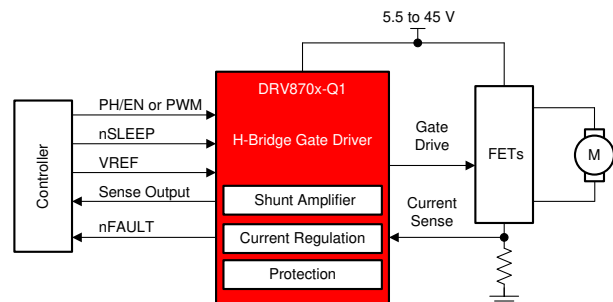 5.5 to 45 V
DRV870x-Q1
H-Bridge Gate Driver
Controller
PH/EN or PWM
nSLEEP
VREF
Sense Output
nFAULT
Shunt Amplifier
Current Regulation
Protection
Gate
Drive
Current
Sense
FETs
M